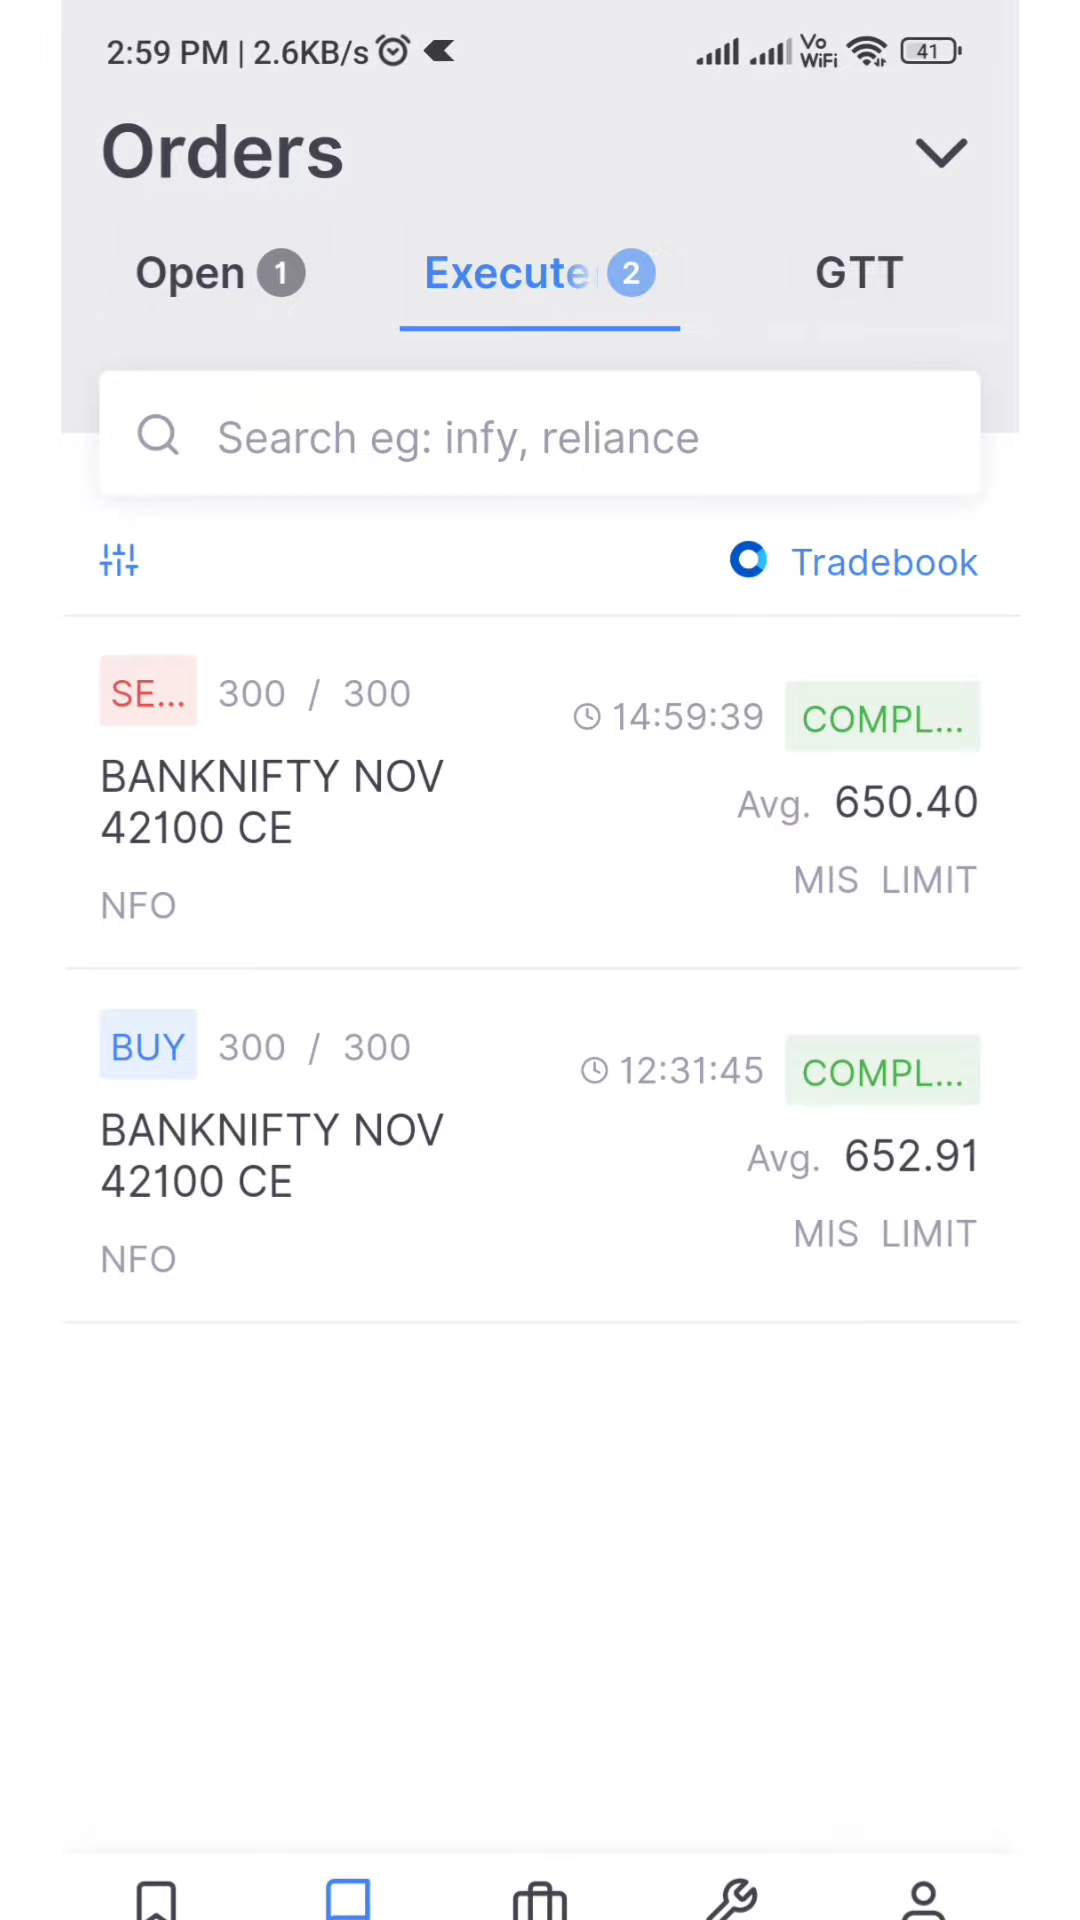 2:59 PM | 2.6KB/s
Vo
WiFi
41
Orders
Open 1
Execute 2
GTT
Search eg: infy, reliance
Tradebook
SE... 300 / 300
14:59:39 COMPL...
BANKNIFTY NOV
42100 CE
Avg. 650.40
NFO
MIS LIMIT
BUY 300 / 300
12:31:45 COMPL...
BANKNIFTY NOV
42100 CE
Avg. 652.91
NFO
MIS LIMIT